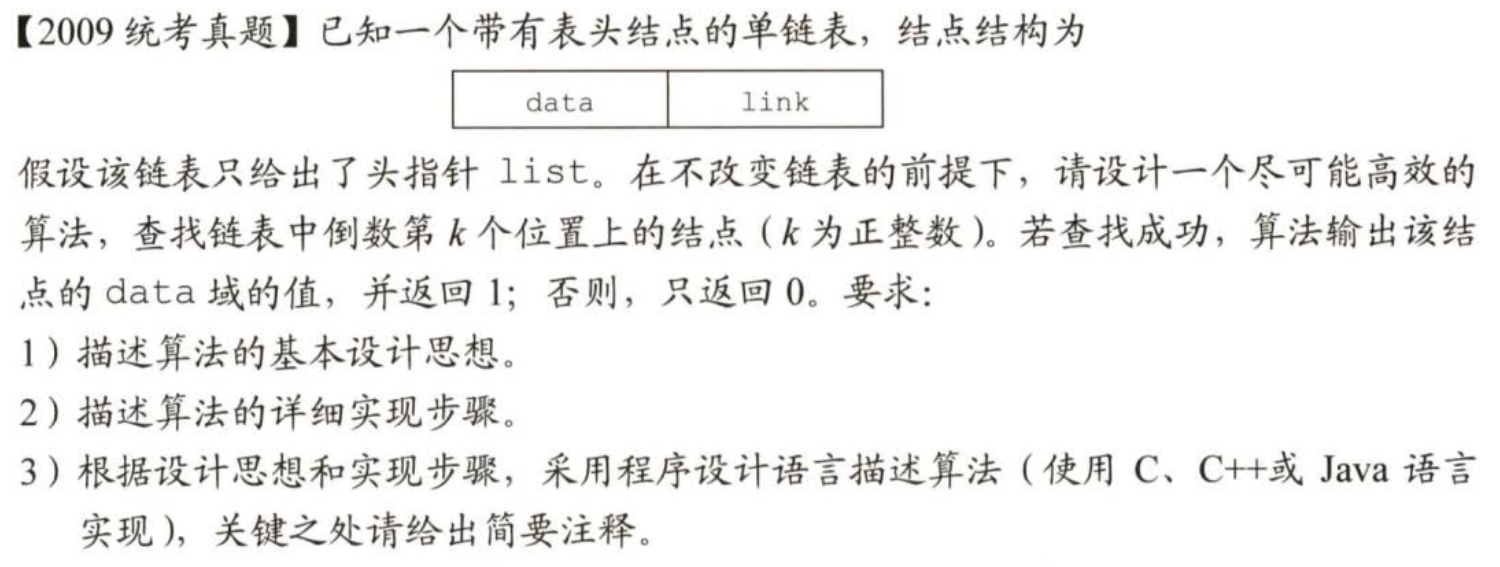 【2009 统考真题】已知一个带有表头结点的单链表，结点结构为
data link
假设该链表只给出了头指针 list。在不改变链表的前提下，请设计一个尽可能高效的
算法，查找链表中倒数第 k 个位置上的结点（k 为正整数）。若查找成功，算法输出该结
点的 data 域的值，并返回 1；否则，只返回 0。要求：
1）描述算法的基本设计思想。
2）描述算法的详细实现步骤。
3）根据设计思想和实现步骤，采用程序设计语言描述算法（使用 C、C++或 Java 语言
实现），关键之处请给出简要注释。